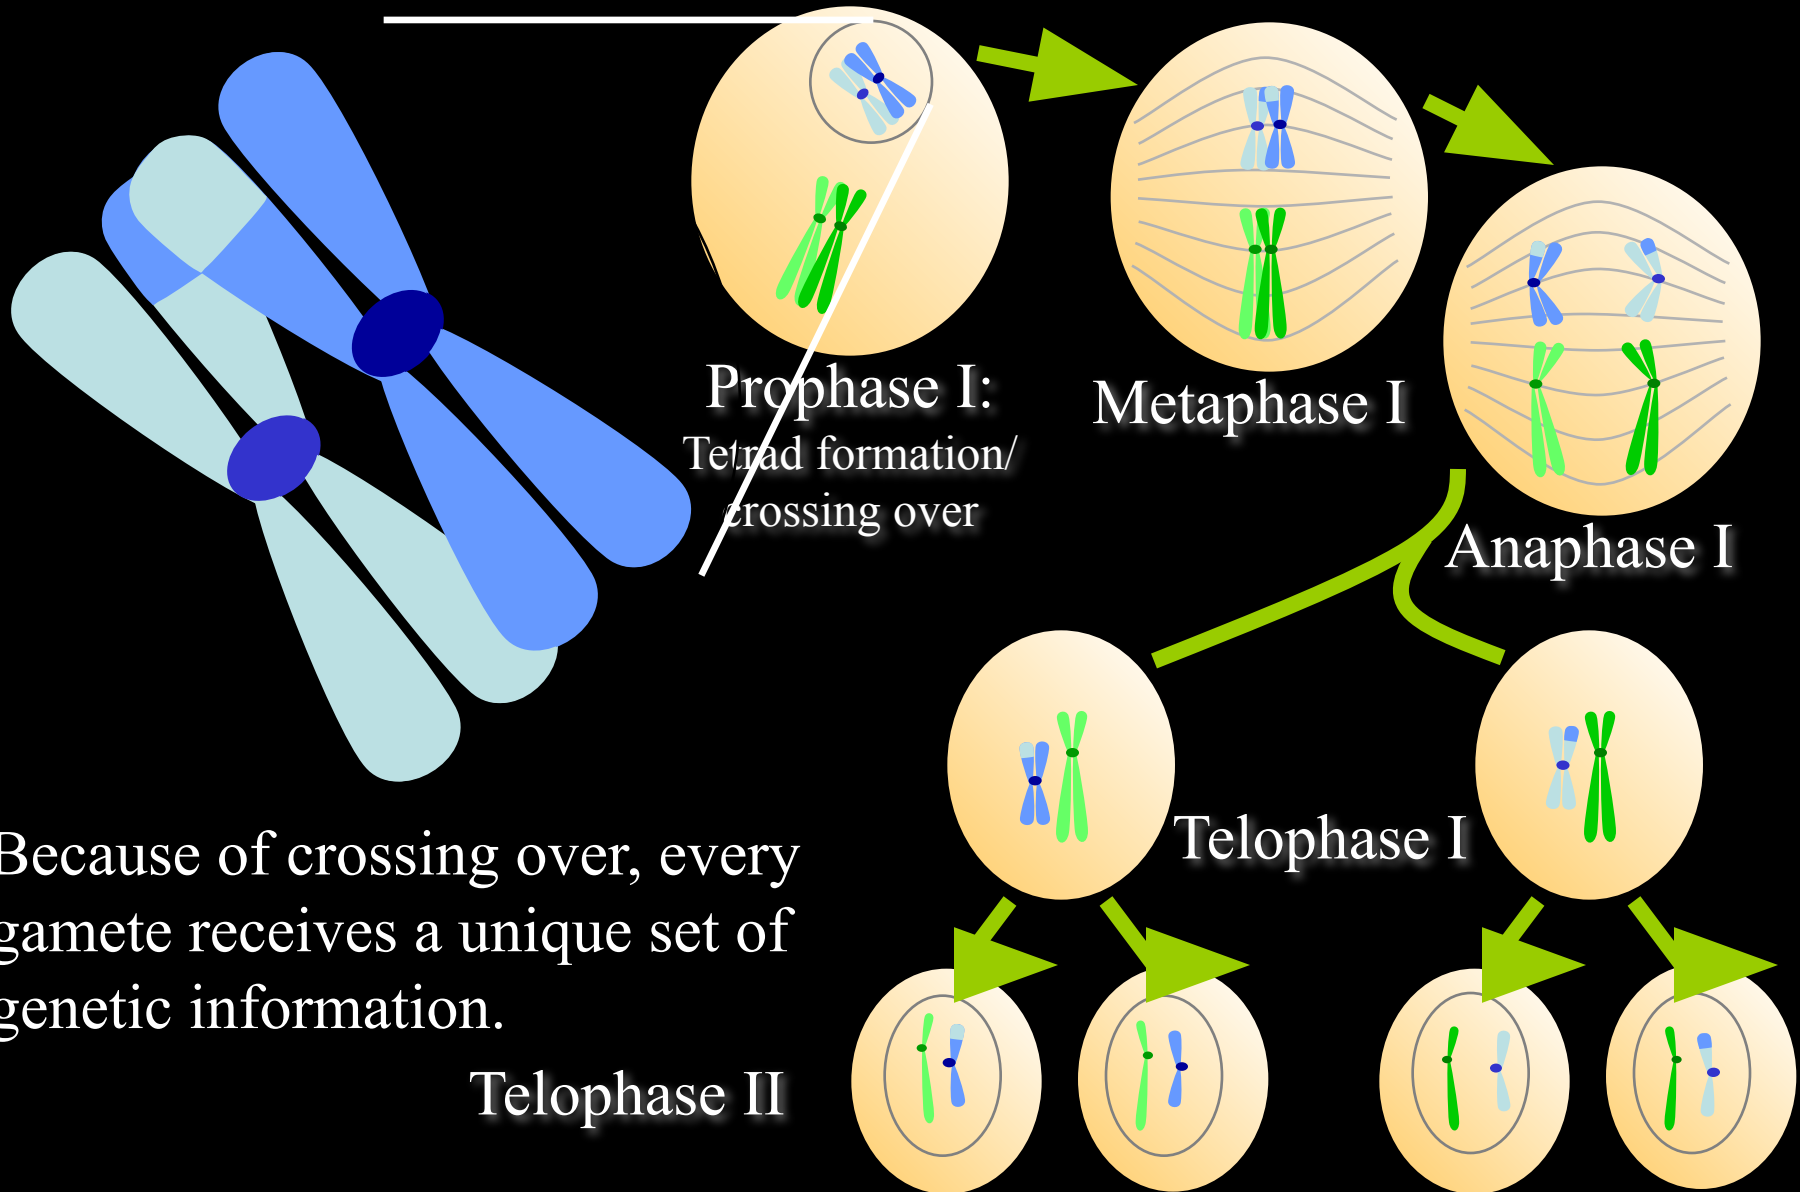 Prophase I:
Tetrad formation/
crossing over
Metaphase I
Anaphase I
Telophase I
Because of crossing over, every
gamete receives a unique set of
genetic information.
Telophase II